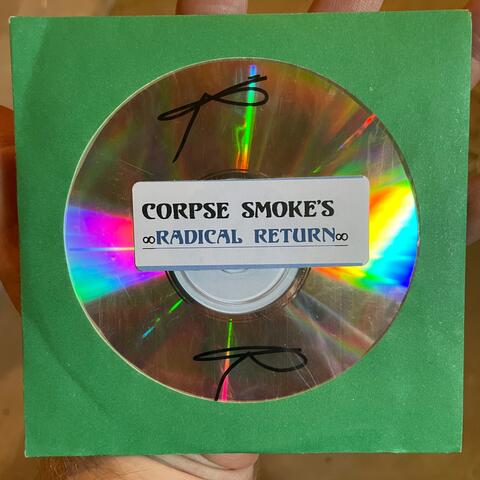 CORPSE SMOKE'S
∞RADICAL RETURN∞